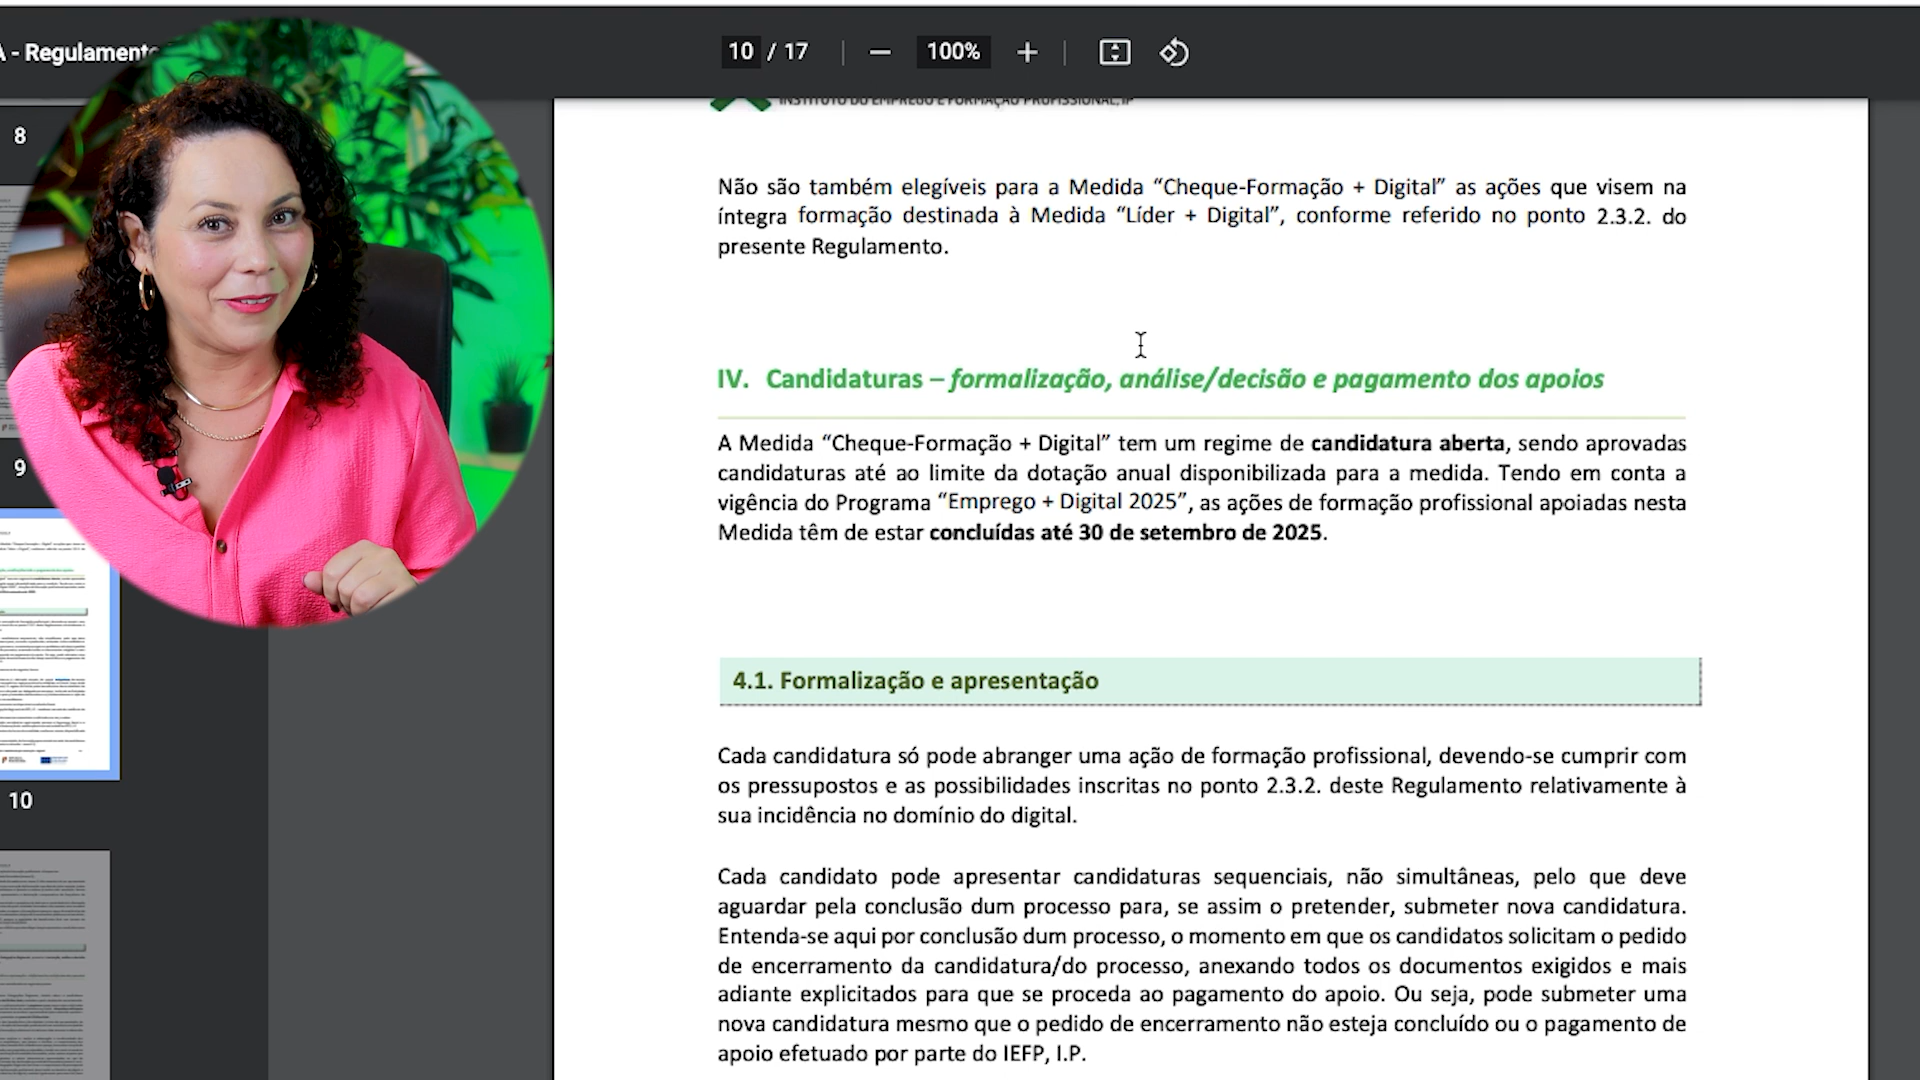 A - Regulamento
10 / 17
100%
8
9
10
INSTITUTO DO EMPREGO E FORMAÇÃO PROFISSIONAL, IP
Não são também elegíveis para a Medida “Cheque-Formação + Digital” as ações que visem na
íntegra formação destinada à Medida “Líder + Digital”, conforme referido no ponto 2.3.2. do
presente Regulamento.
IV. Candidaturas – formalização, análise/decisão e pagamento dos apoios
A Medida “Cheque-Formação + Digital” tem um regime de candidatura aberta, sendo aprovadas
candidaturas até ao limite da dotação anual disponibilizada para a medida. Tendo em conta a
vigência do Programa “Emprego + Digital 2025”, as ações de formação profissional apoiadas nesta
Medida têm de estar concluídas até 30 de setembro de 2025.
4.1. Formalização e apresentação
Cada candidatura só pode abranger uma ação de formação profissional, devendo-se cumprir com
os pressupostos e as possibilidades inscritas no ponto 2.3.2. deste Regulamento relativamente à
sua incidência no domínio do digital.
Cada candidato pode apresentar candidaturas sequenciais, não simultâneas, pelo que deve
aguardar pela conclusão dum processo para, se assim o pretender, submeter nova candidatura.
Entenda-se aqui por conclusão dum processo, o momento em que os candidatos solicitam o pedido
de encerramento da candidatura/do processo, anexando todos os documentos exigidos e mais
adiante explicitados para que se proceda ao pagamento do apoio. Ou seja, pode submeter uma
nova candidatura mesmo que o pedido de encerramento não esteja concluído ou o pagamento de
apoio efetuado por parte do IEFP, I.P.